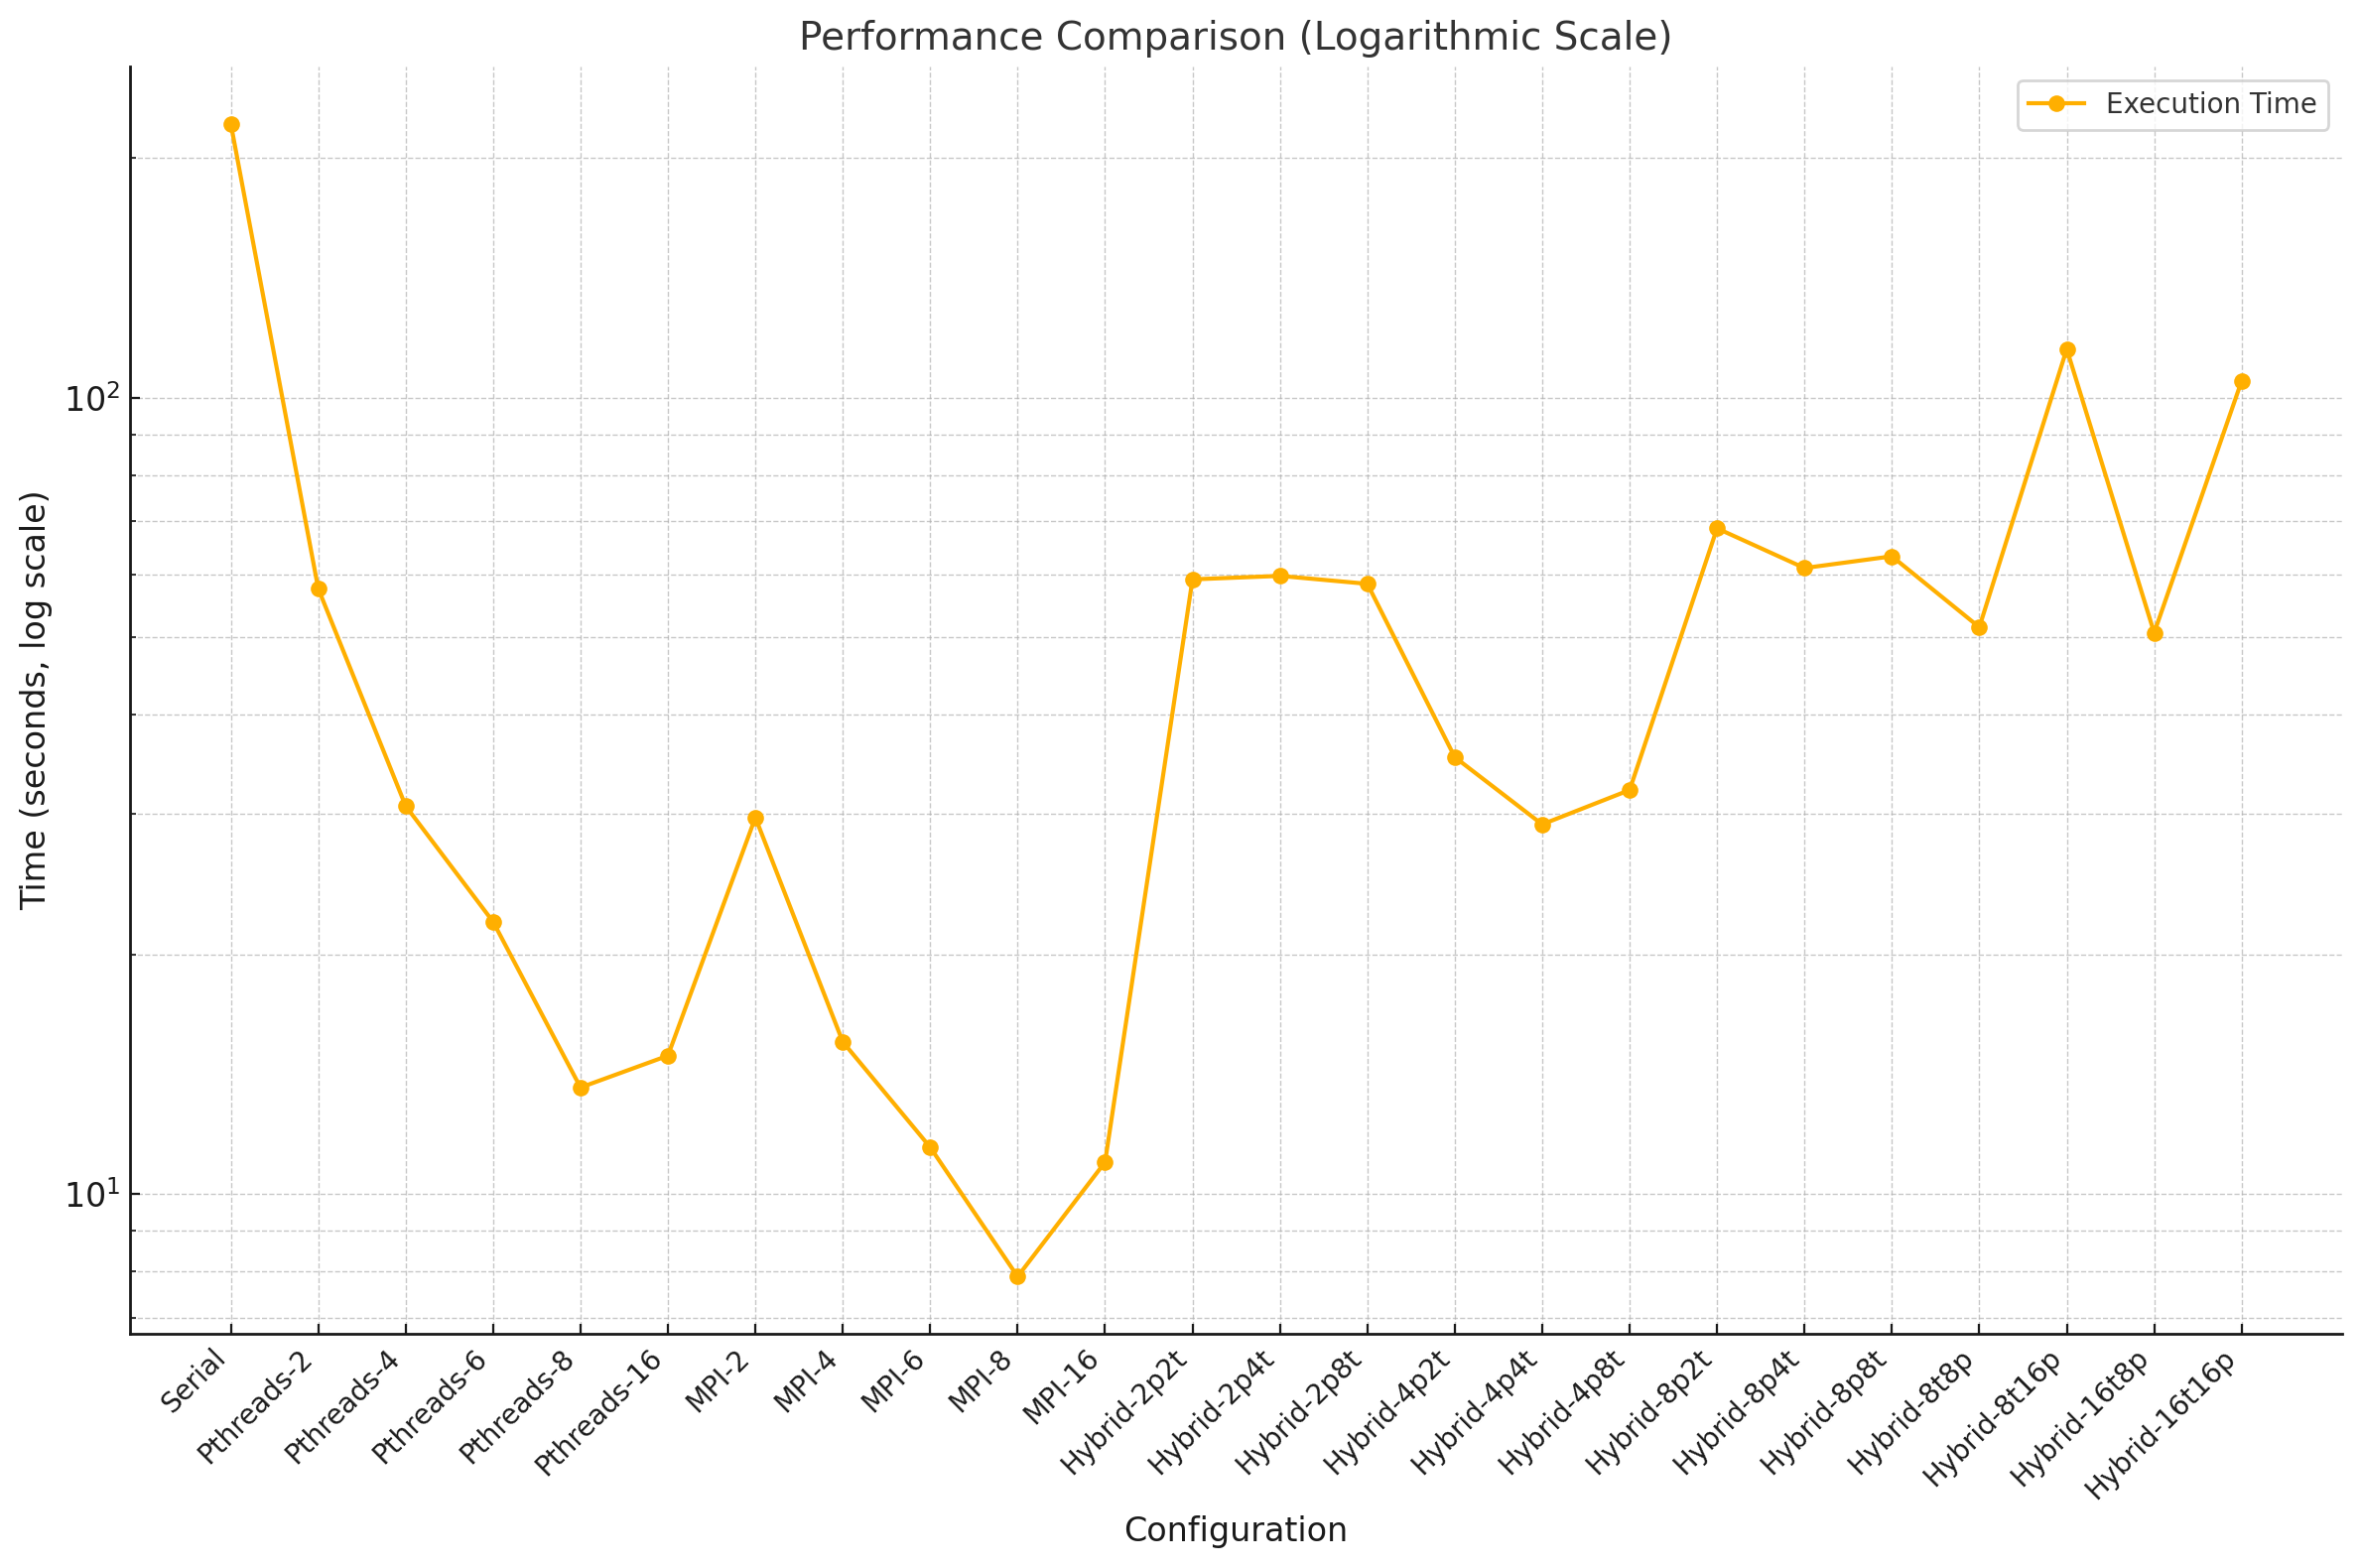 Performance Comparison (Logarithmic Scale)
Execution Time
Time (seconds, log scale)
10²
10¹
Serial
Pthreads-2
Pthreads-4
Pthreads-6
Pthreads-8
Pthreads-16
MPI-2
MPI-4
MPI-6
MPI-8
MPI-16
Hybrid-2p2t
Hybrid-2p4t
Hybrid-2p8t
Hybrid-4p2t
Hybrid-4p4t
Hybrid-4p8t
Hybrid-8p2t
Hybrid-8p4t
Hybrid-8p8t
Hybrid-8t8p
Hybrid-8t16p
Hybrid-16t8p
Hybrid-16t16p
Configuration